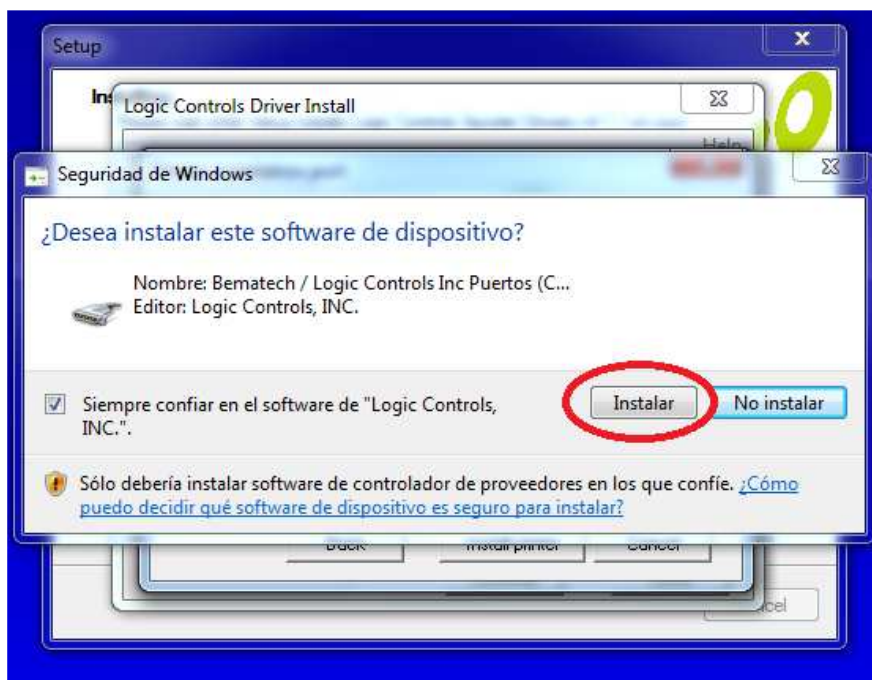 Setup
Logic Controls Driver Install
Help
Seguridad de Windows
¿Desea instalar este software de dispositivo?
Nombre: Bematech / Logic Controls Inc Puertos (C...
Editor: Logic Controls, INC.
Siempre confiar en el software de "Logic Controls,
INC.".
Instalar
No instalar
Sólo debería instalar software de controlador de proveedores en los que confíe. ¿Cómo
puedo decidir qué software de dispositivo es seguro para instalar?
Back
Install printer
Cancel